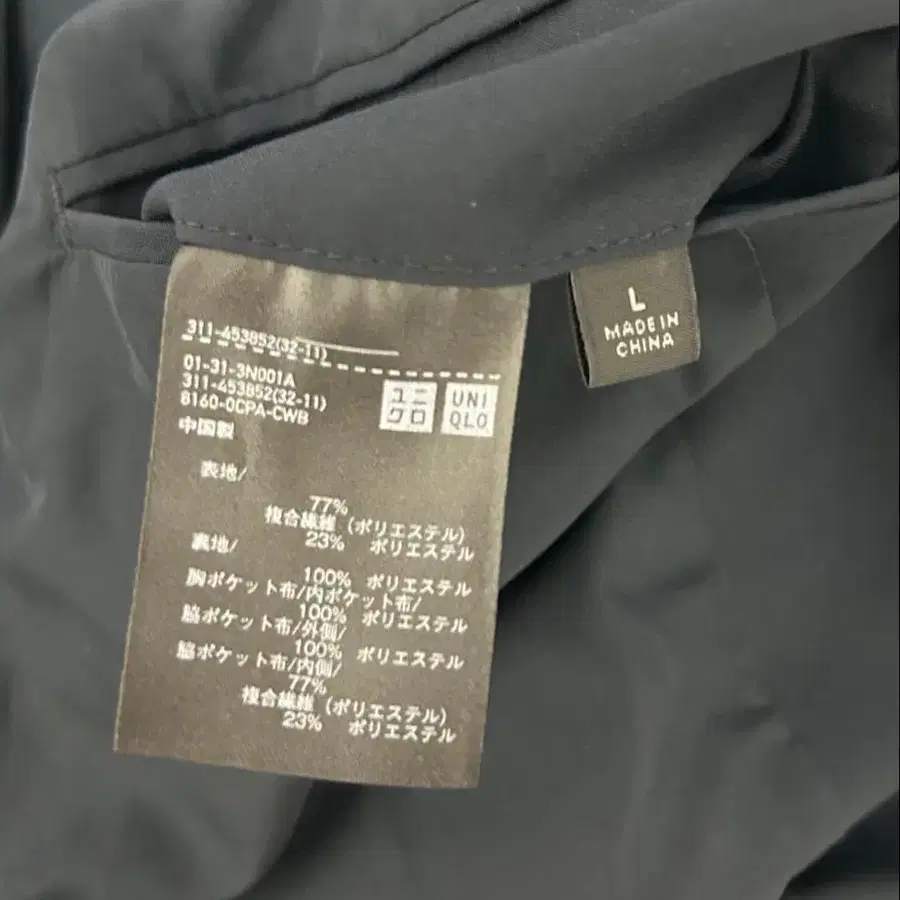 311-453852(32-11)
01-31-3N001A
311-453852(32-11)
8160-0CPA-CWB
ユニ
クロ
UNI
QLO
中国製
表地/
77%
複合繊維 (ポリエステル)
23% ポリエステル
裏地/
100% ポリエステル
胸ポケット布/内ポケット布/
100% ポリエステル
脇ポケット布/外側/
100% ポリエステル
脇ポケット布/内側/
77%
複合繊維 (ポリエステル)
23% ポリエステル
L
MADE IN
CHINA